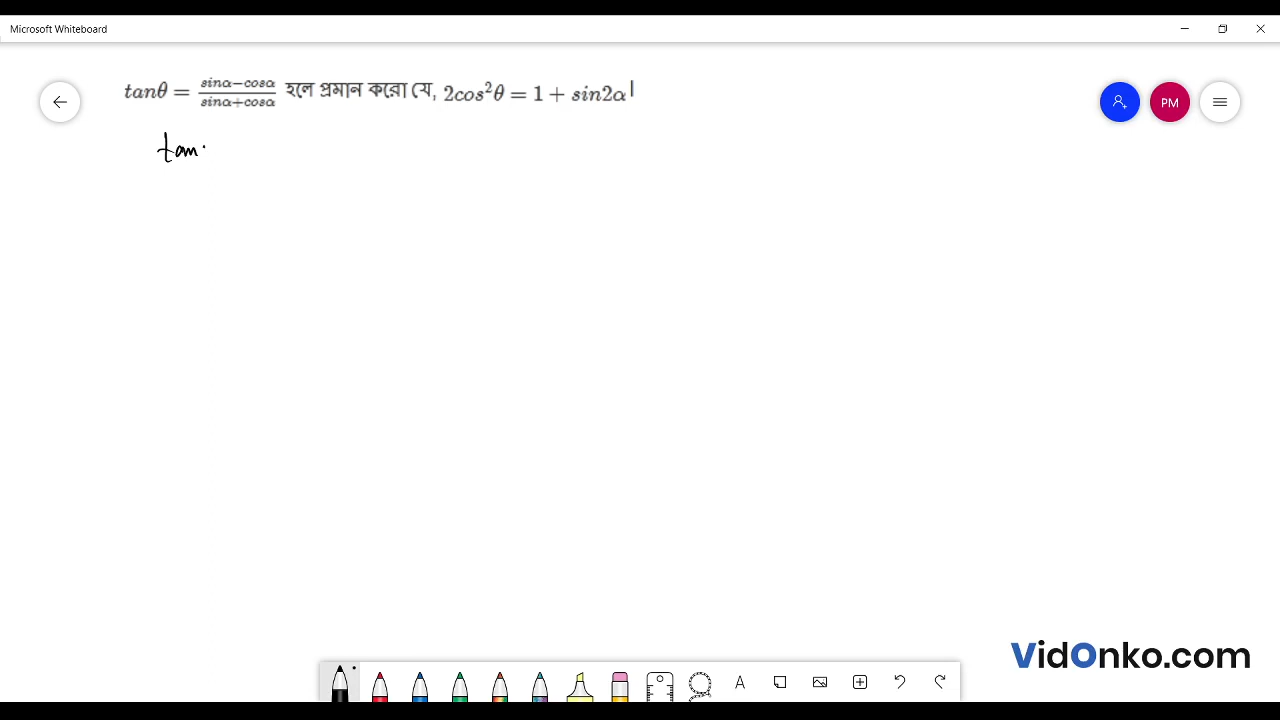 Microsoft Whiteboard
tanθ = sinα−cosα / sinα+cosα হলে প্রমান করো যে, 2cos²θ = 1 + sin2α।
PM
tan
A
VidOnko.com